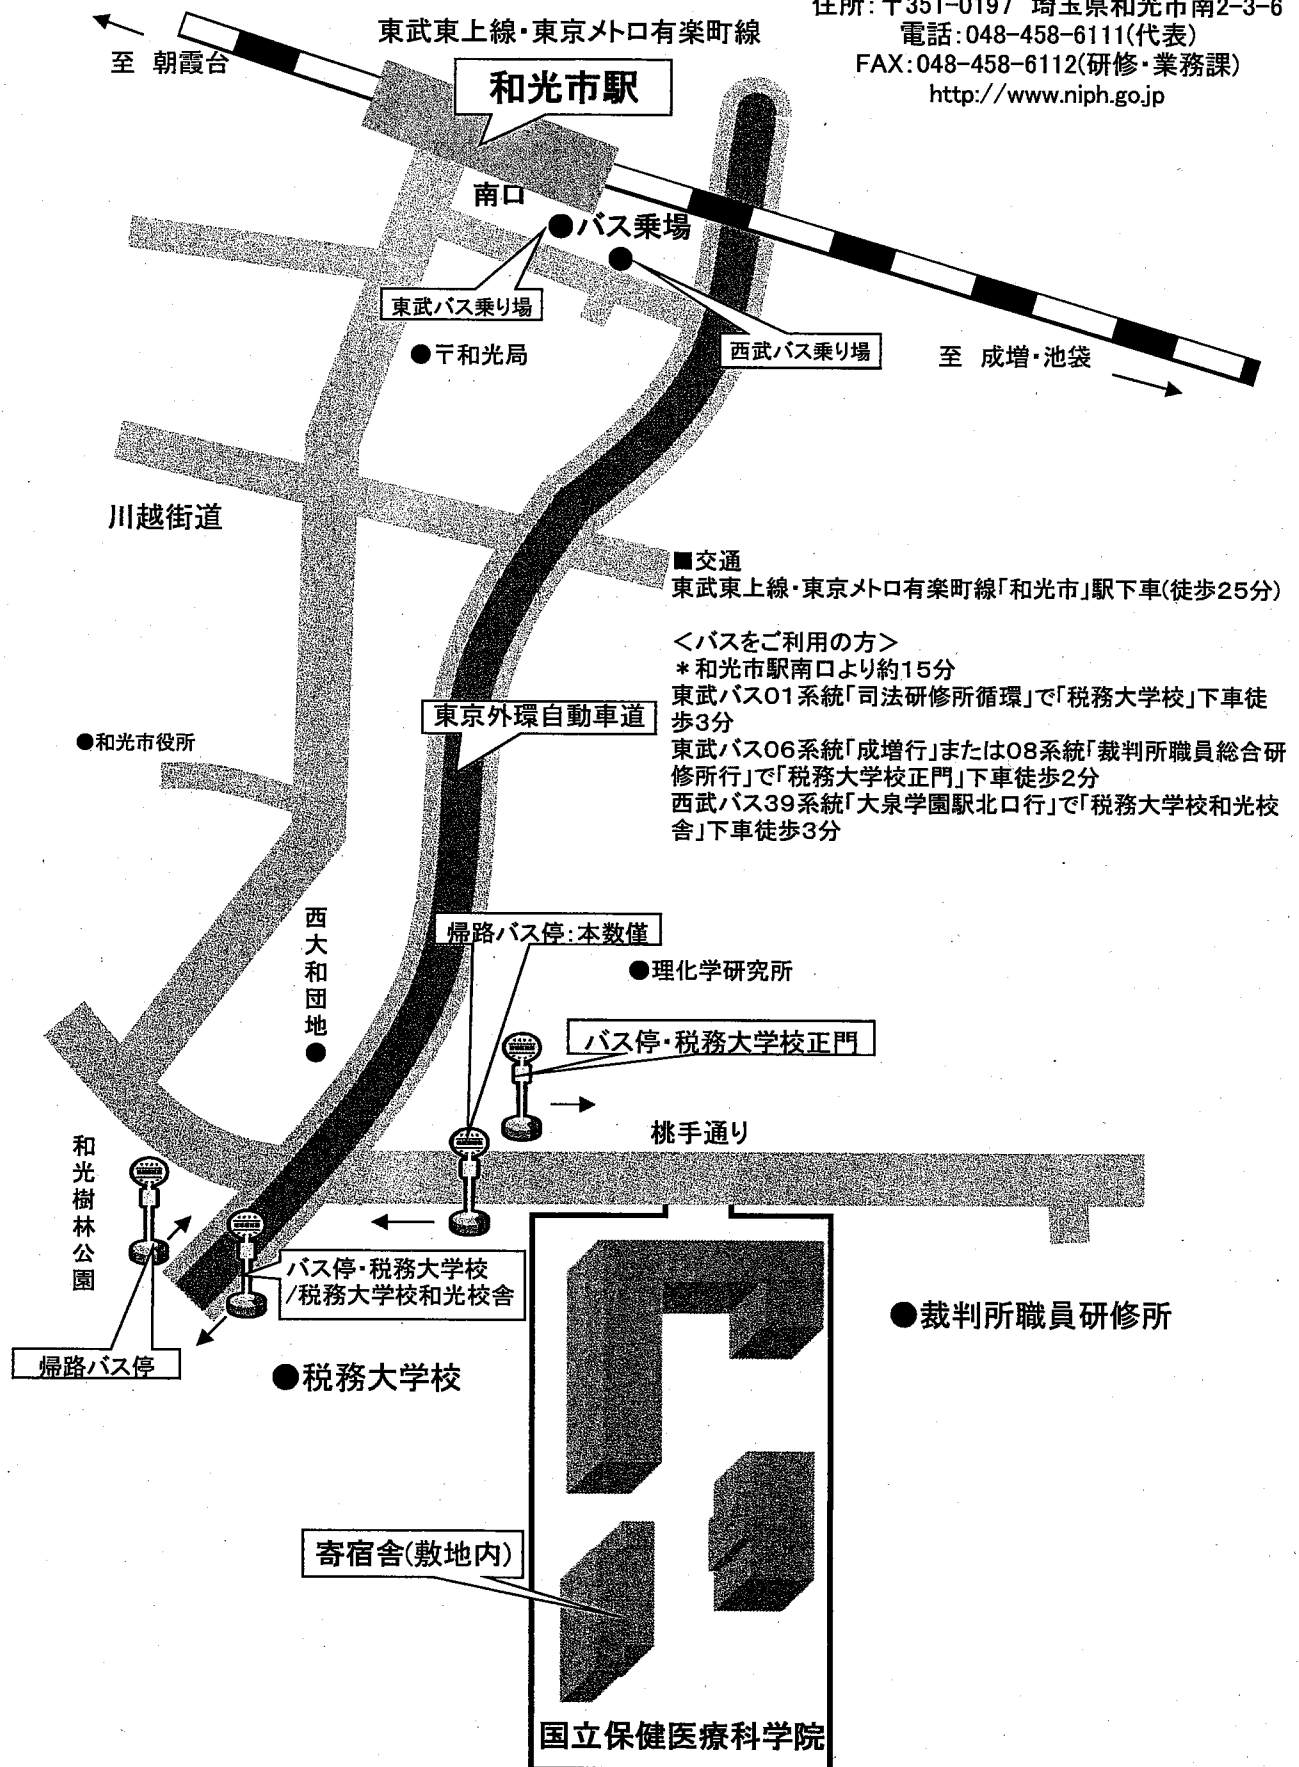 住所:〒351-0197 埼玉県和光市南2-3-6
電話:048-458-6111(代表)
FAX:048-458-6112(研修・業務課)
http://www.niph.go.jp
東武東上線・東京メトロ有楽町線
至 朝霞台
和光市駅
南口
●バス乗場
東武バス乗り場
西武バス乗り場
●〒和光局
至 成増・池袋
川越街道
■交通
東武東上線・東京メトロ有楽町線「和光市」駅下車(徒歩25分)
<バスをご利用の方>
*和光市駅南口より約15分
東武バス01系統「司法研修所循環」で「税務大学校」下車徒
歩3分
東武バス06系統「成増行」または08系統「裁判所職員総合研
修所行」で「税務大学校正門」下車徒歩2分
西武バス39系統「大泉学園駅北口行」で「税務大学校和光校
舎」下車徒歩3分
東京外環自動車道
●和光市役所
西大和団地●
帰路バス停:本数僅
●理化学研究所
バス停・税務大学校正門
桃手通り
和光樹林公園
バス停・税務大学校
/税務大学校和光校舎
帰路バス停
●税務大学校
●裁判所職員研修所
寄宿舎(敷地内)
国立保健医療科学院